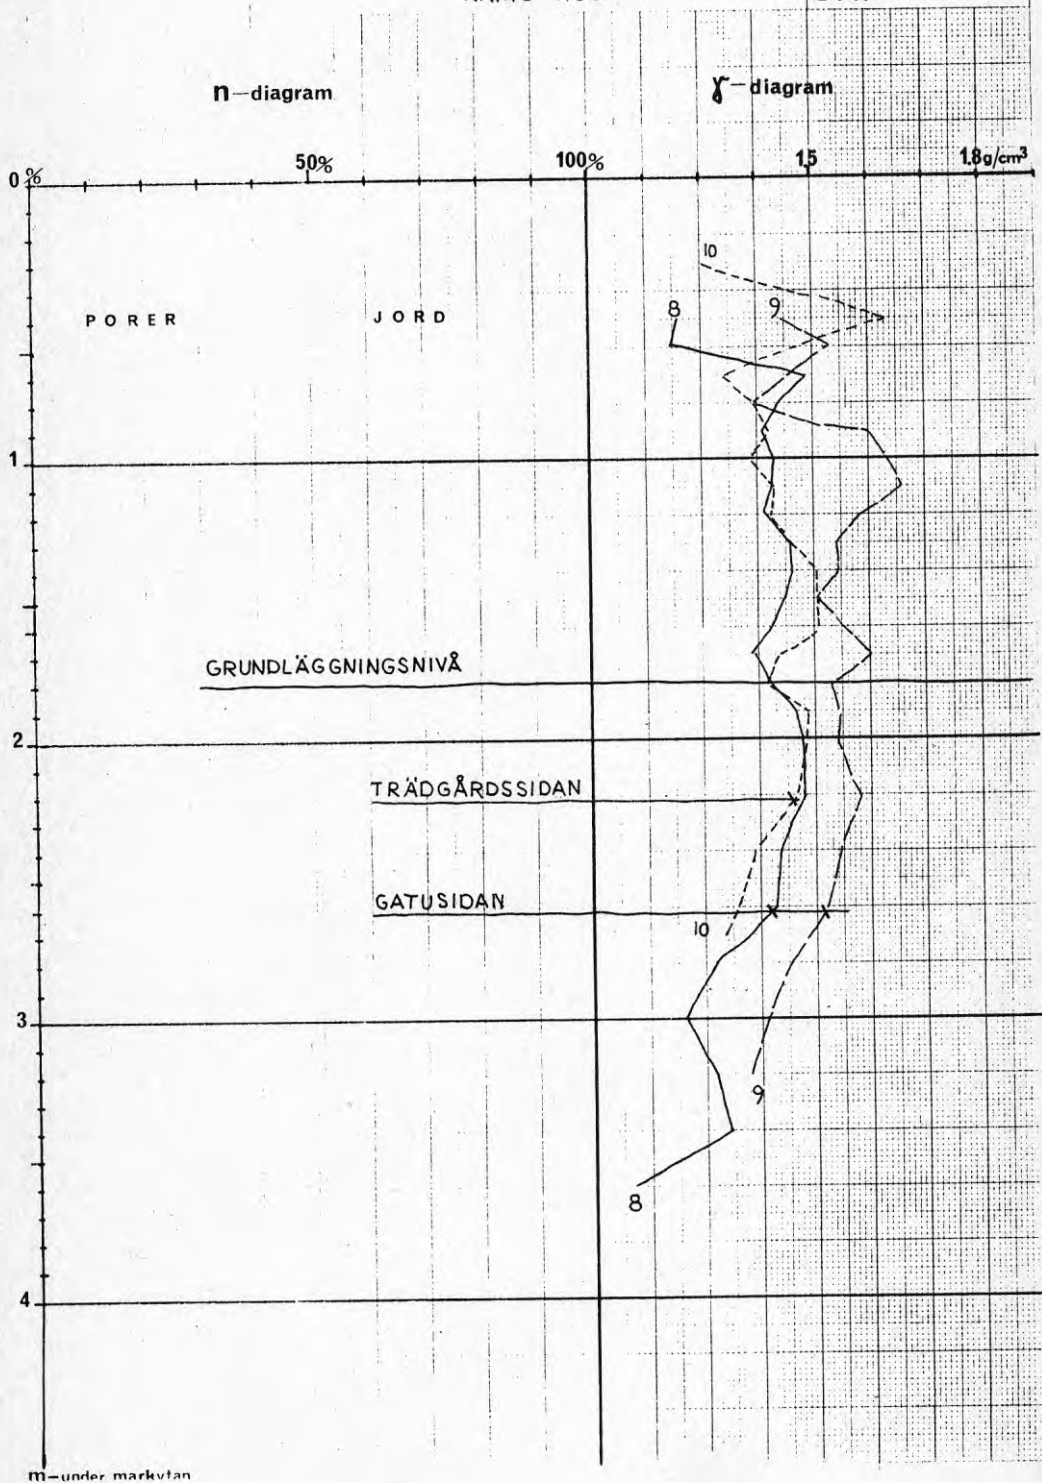 n-diagram
γ-diagram
0% 50% 100% 1,5 1,8 g/cm³
10
8 9
PORER JORD
1
GRUNDLÄGGNINGSNIVÅ
2
TRÄDGÅRDSSIDAN
GATUSIDAN
10
3
9
8
4
m-under markytan